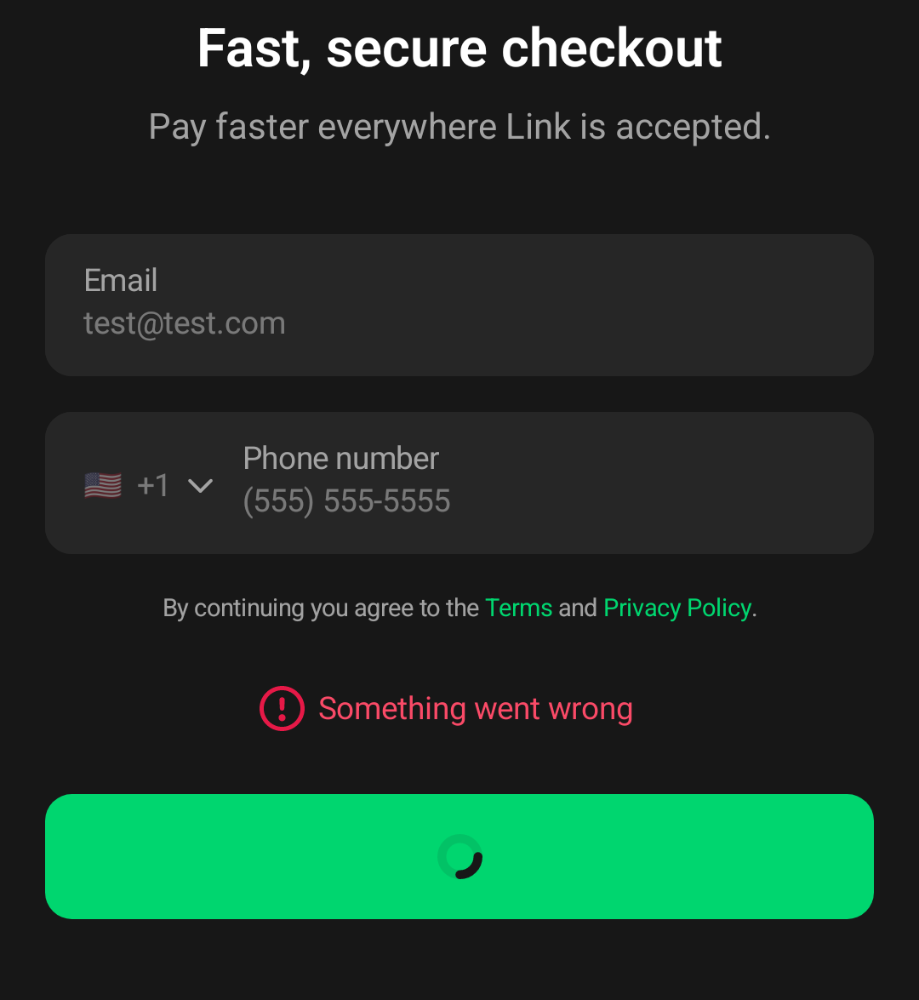 Fast, secure checkout
Pay faster everywhere Link is accepted.
Email
test@test.com
Phone number
+1
(555) 555-5555
By continuing you agree to the Terms and Privacy Policy.
Something went wrong